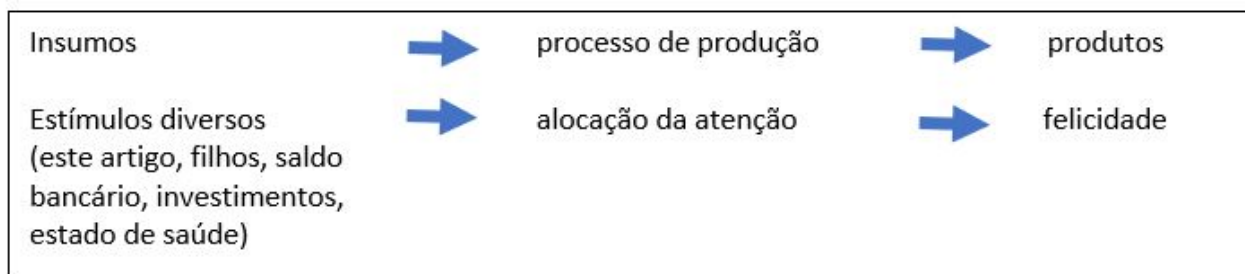 Insumos processo de produção produtos
Estímulos diversos alocação da atenção felicidade
(este artigo, filhos, saldo
bancário, investimentos,
estado de saúde)